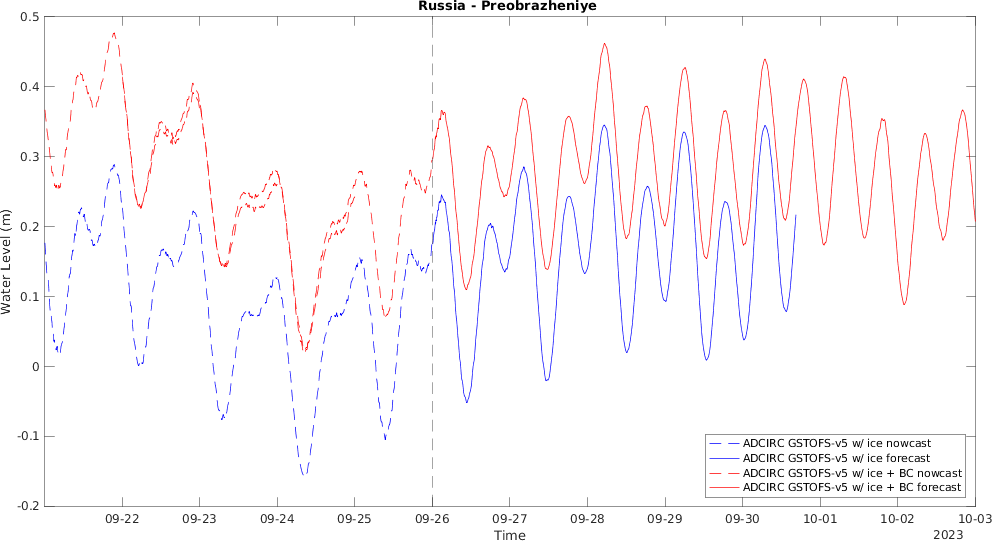 Russia - Preobrazheniye
0.5
0.4
0.3
0.2
0.1
0
-0.1
-0.2
Water Level (m)
ADCIRC GSTOFS-v5 w/ ice nowcast
ADCIRC GSTOFS-v5 w/ ice forecast
ADCIRC GSTOFS-v5 w/ ice + BC nowcast
ADCIRC GSTOFS-v5 w/ ice + BC forecast
09-22 09-23 09-24 09-25 09-26 09-27 09-28 09-29 09-30 10-01 10-02 10-03
Time
2023